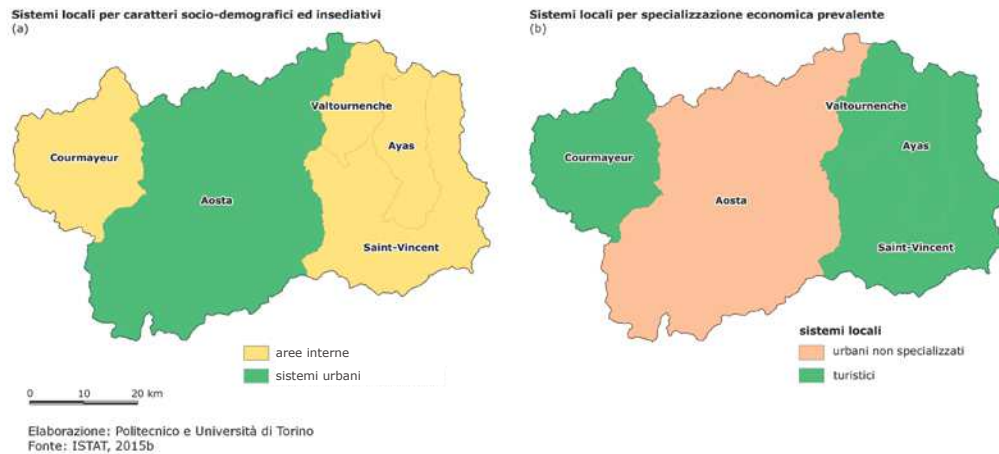 Sistemi locali per caratteri socio-demografici ed insediativi
(a)
Valtournenche
Courmayeur
Ayas
Aosta
Saint-Vincent
aree interne
sistemi urbani
0 10 20 km
Elaborazione: Politecnico e Università di Torino
Fonte: ISTAT, 2015b
Sistemi locali per specializzazione economica prevalente
(b)
Valtournenche
Courmayeur
Ayas
Aosta
Saint-Vincent
sistemi locali
urbani non specializzati
turistici